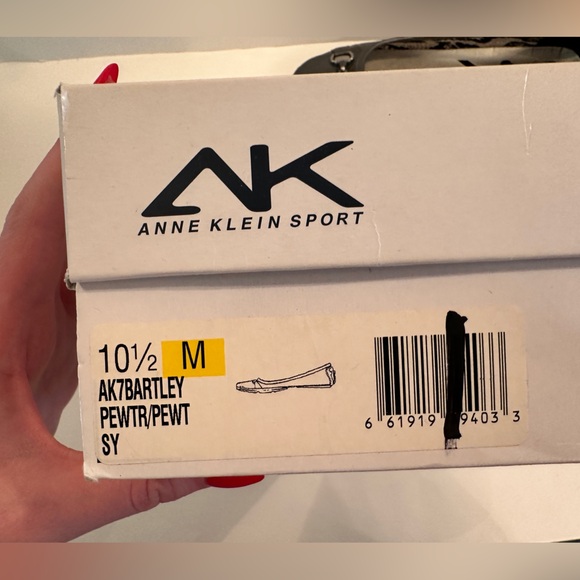 AK
ANNE KLEIN SPORT
10½ M
AK7BARTLEY
PEWTR/PEWT
SY
6 61919 9403 3